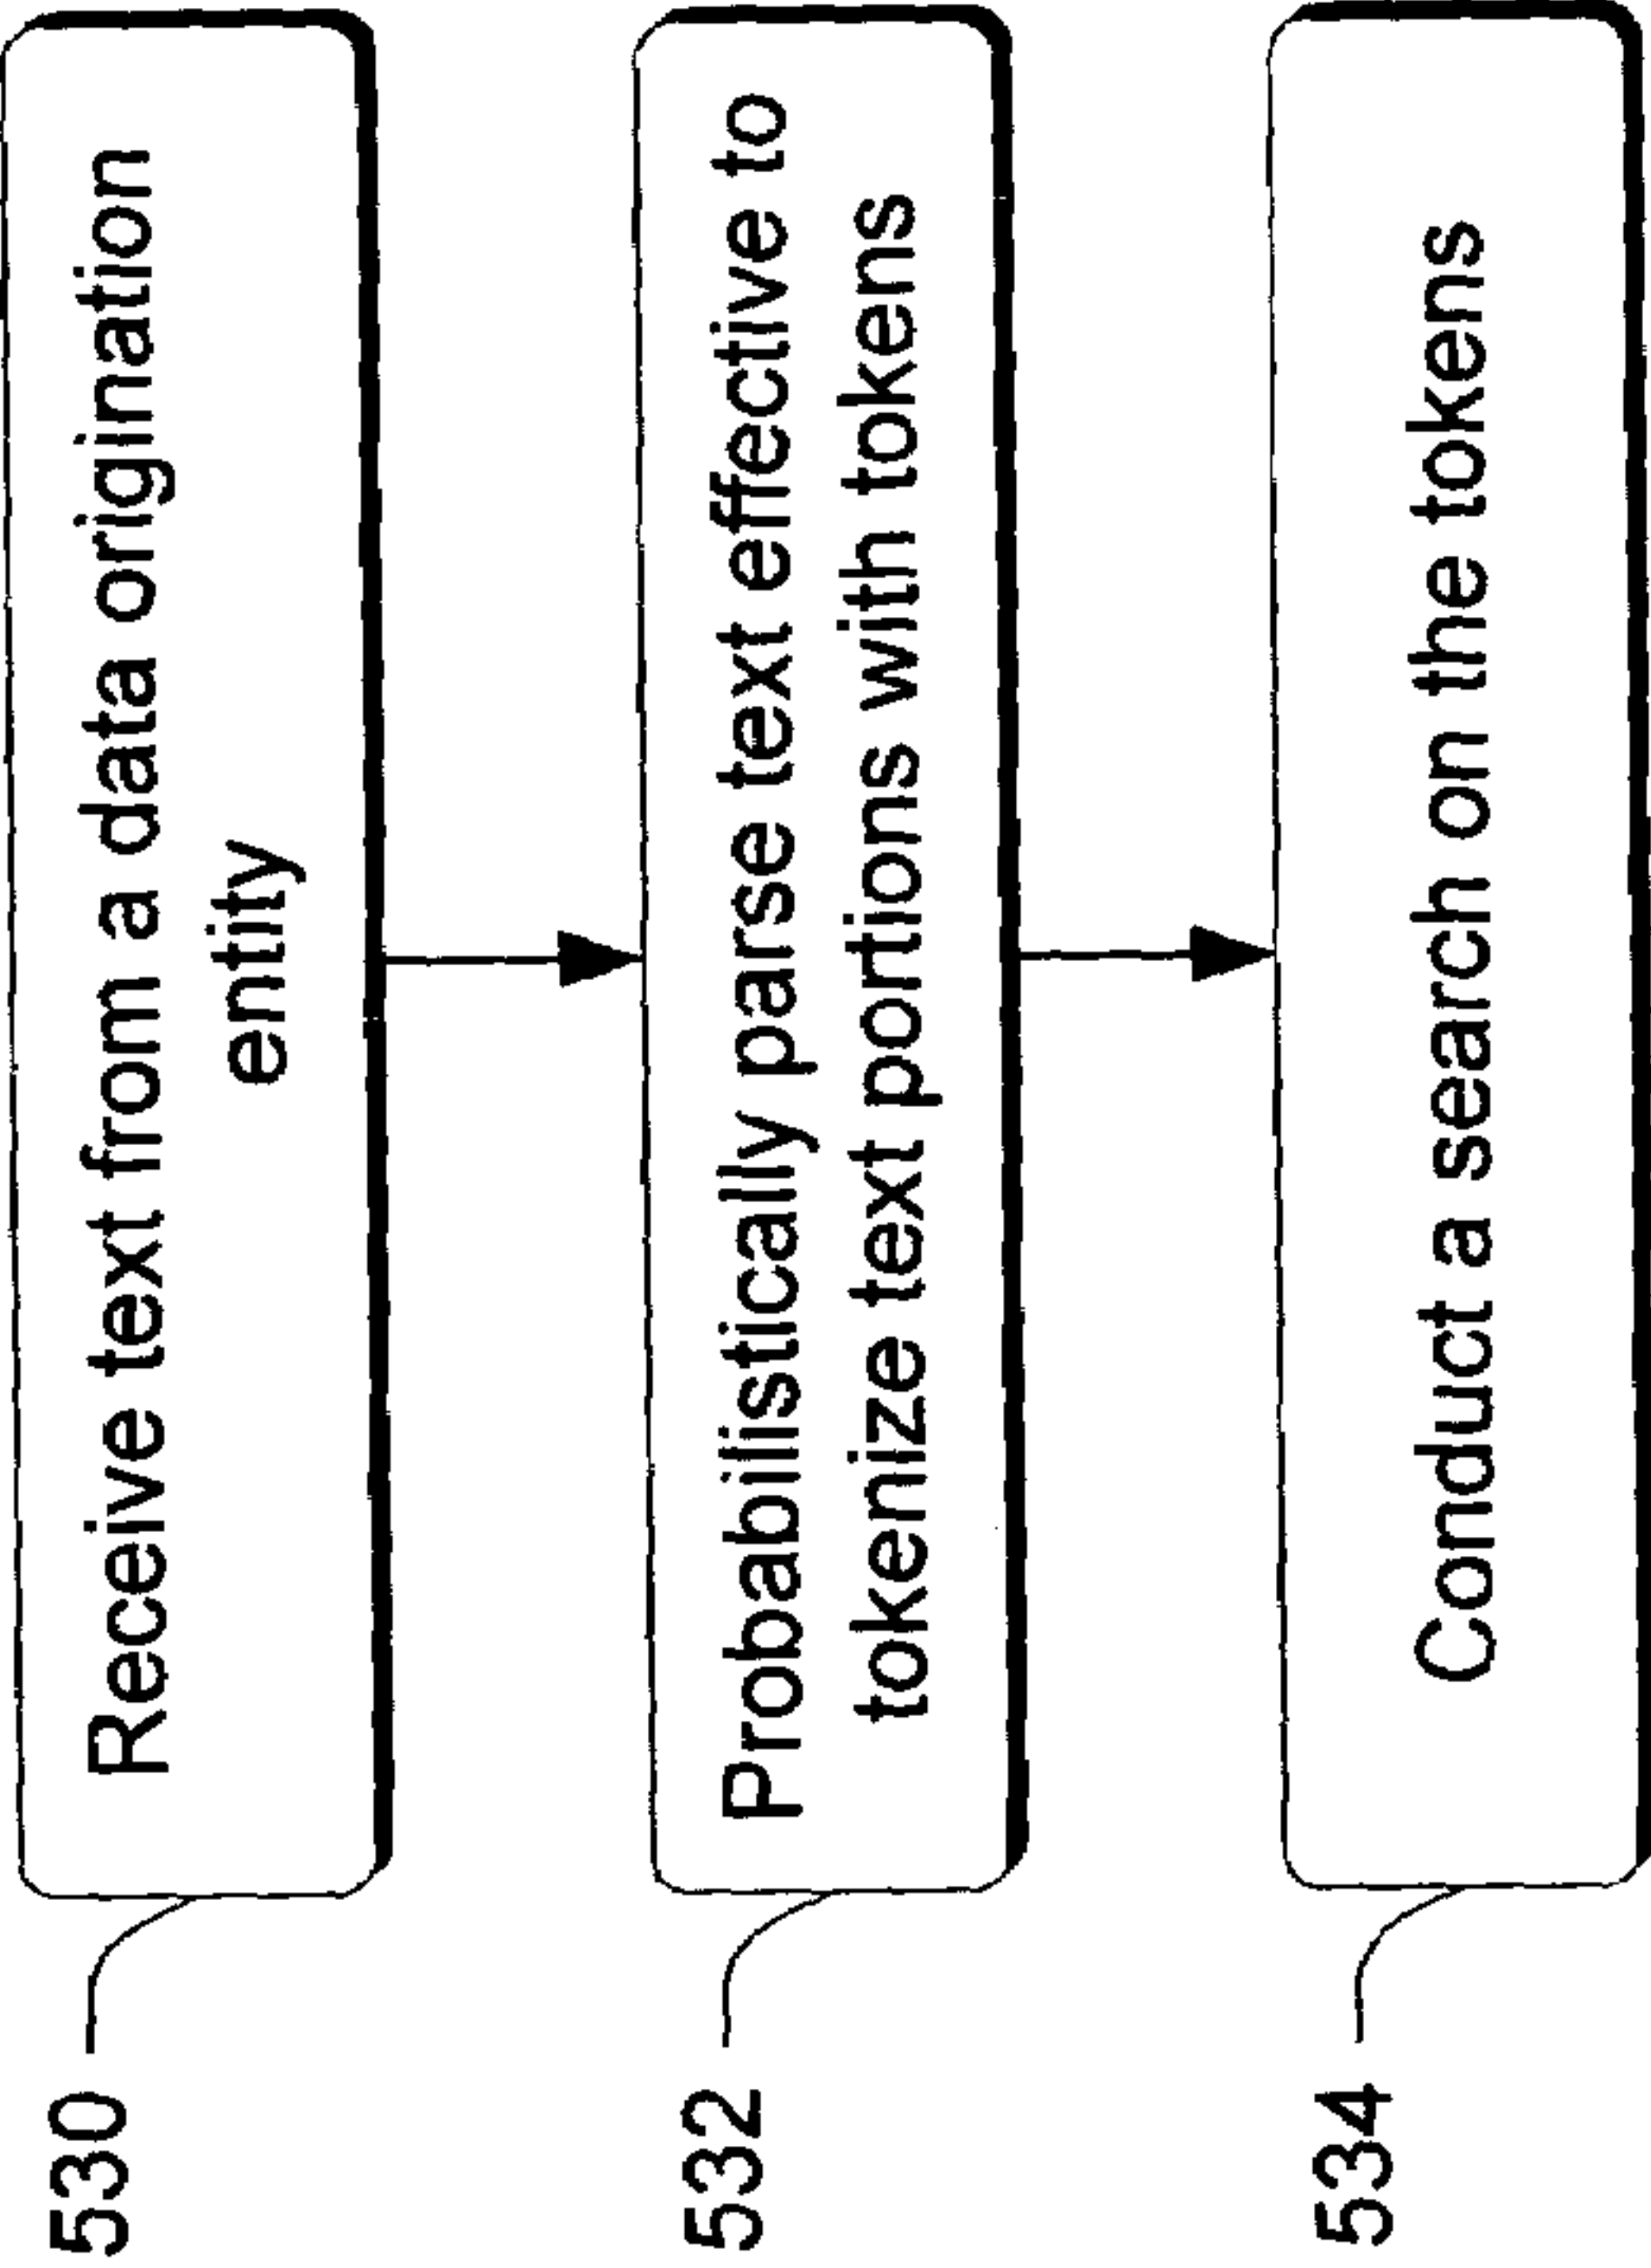 530
Receive text from a data origination
entity
532
Probabilistically parse text effective to
tokenize text portions with tokens
534
Conduct a search on the tokens